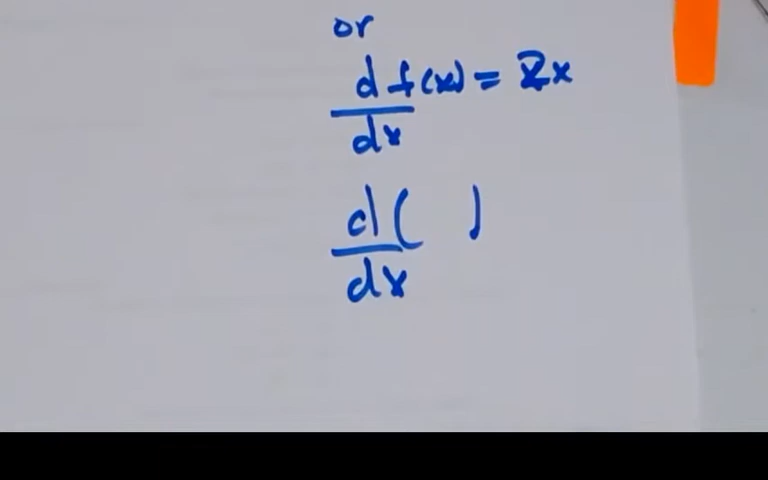 or
d f(x) = 2x
dx
d (   )
dx